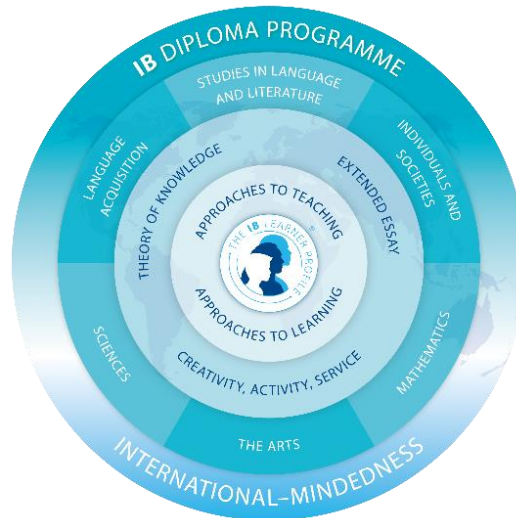 IB DIPLOMA PROGRAMME
STUDIES IN LANGUAGE
AND LITERATURE
LANGUAGE
ACQUISITION
INDIVIDUALS AND
SOCIETIES
THEORY OF KNOWLEDGE
EXTENDED ESSAY
APPROACHES TO TEACHING
THE IB LEARNER PROFILE
®
APPROACHES TO LEARNING
CREATIVITY, ACTIVITY, SERVICE
SCIENCES
MATHEMATICS
THE ARTS
INTERNATIONAL–MINDEDNESS